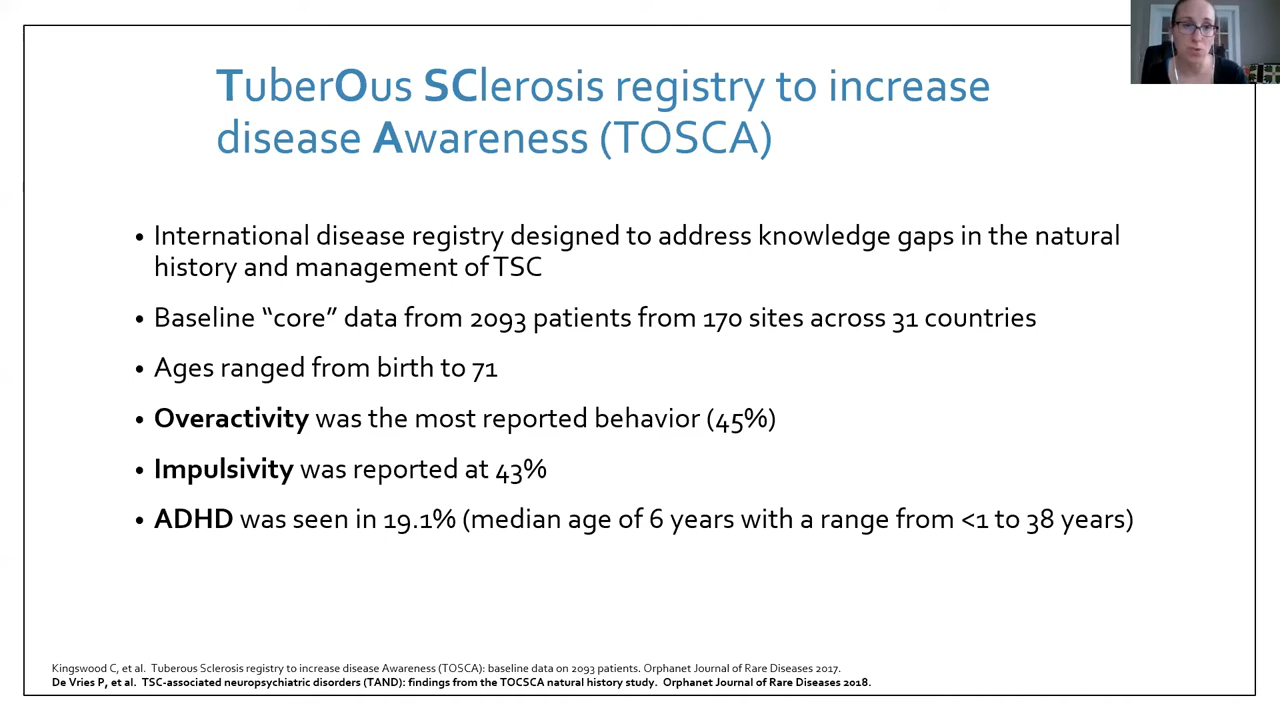 TuberOus SClerosis registry to increase
disease Awareness (TOSCA)
• International disease registry designed to address knowledge gaps in the natural
history and management of TSC
• Baseline “core” data from 2093 patients from 170 sites across 31 countries
• Ages ranged from birth to 71
• Overactivity was the most reported behavior (45%)
• Impulsivity was reported at 43%
• ADHD was seen in 19.1% (median age of 6 years with a range from <1 to 38 years)
Kingswood C, et al. Tuberous Sclerosis registry to increase disease Awareness (TOSCA): baseline data on 2093 patients. Orphanet Journal of Rare Diseases 2017.
De Vries P, et al. TSC-associated neuropsychiatric disorders (TAND): findings from the TOCSCA natural history study. Orphanet Journal of Rare Diseases 2018.